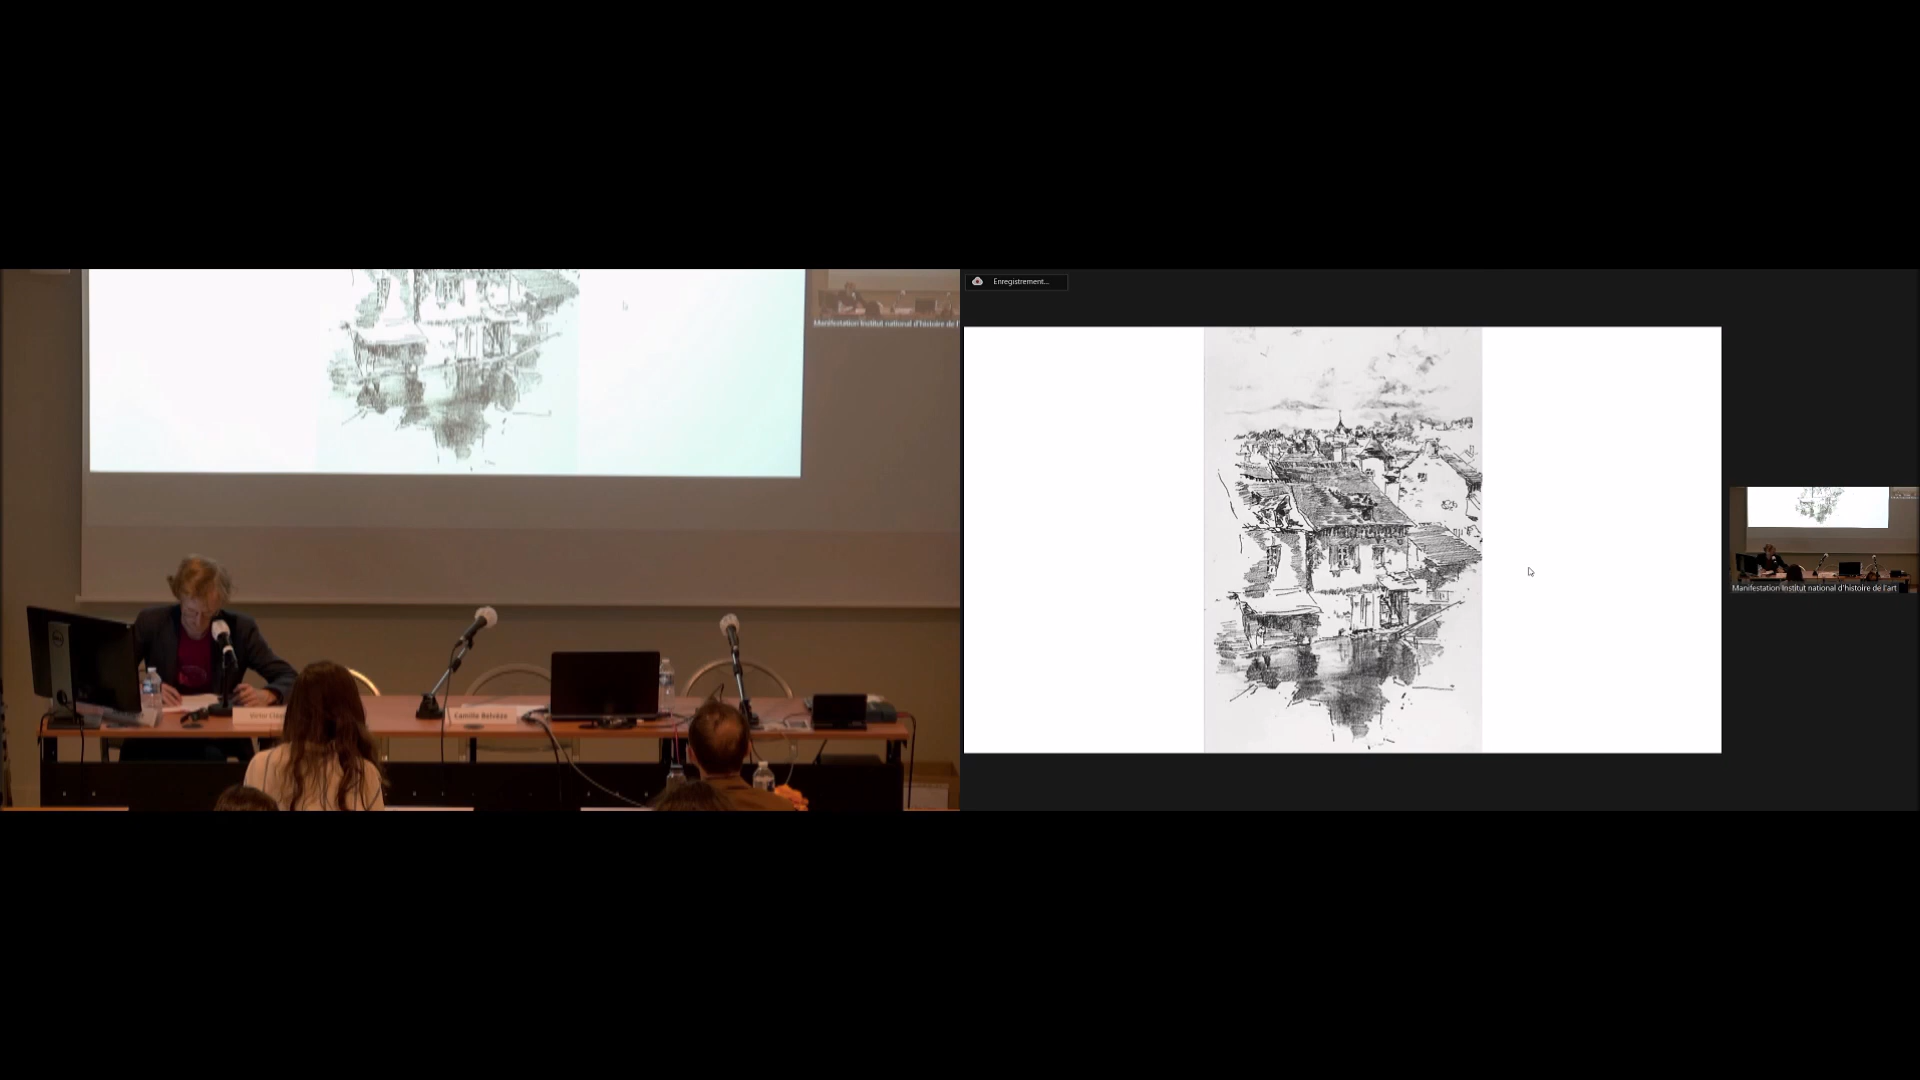 Manifestation Institut national d'histoire de l'
Camille Belvèze
Enregistrement...
Manifestation Institut national d'histoire de l'art